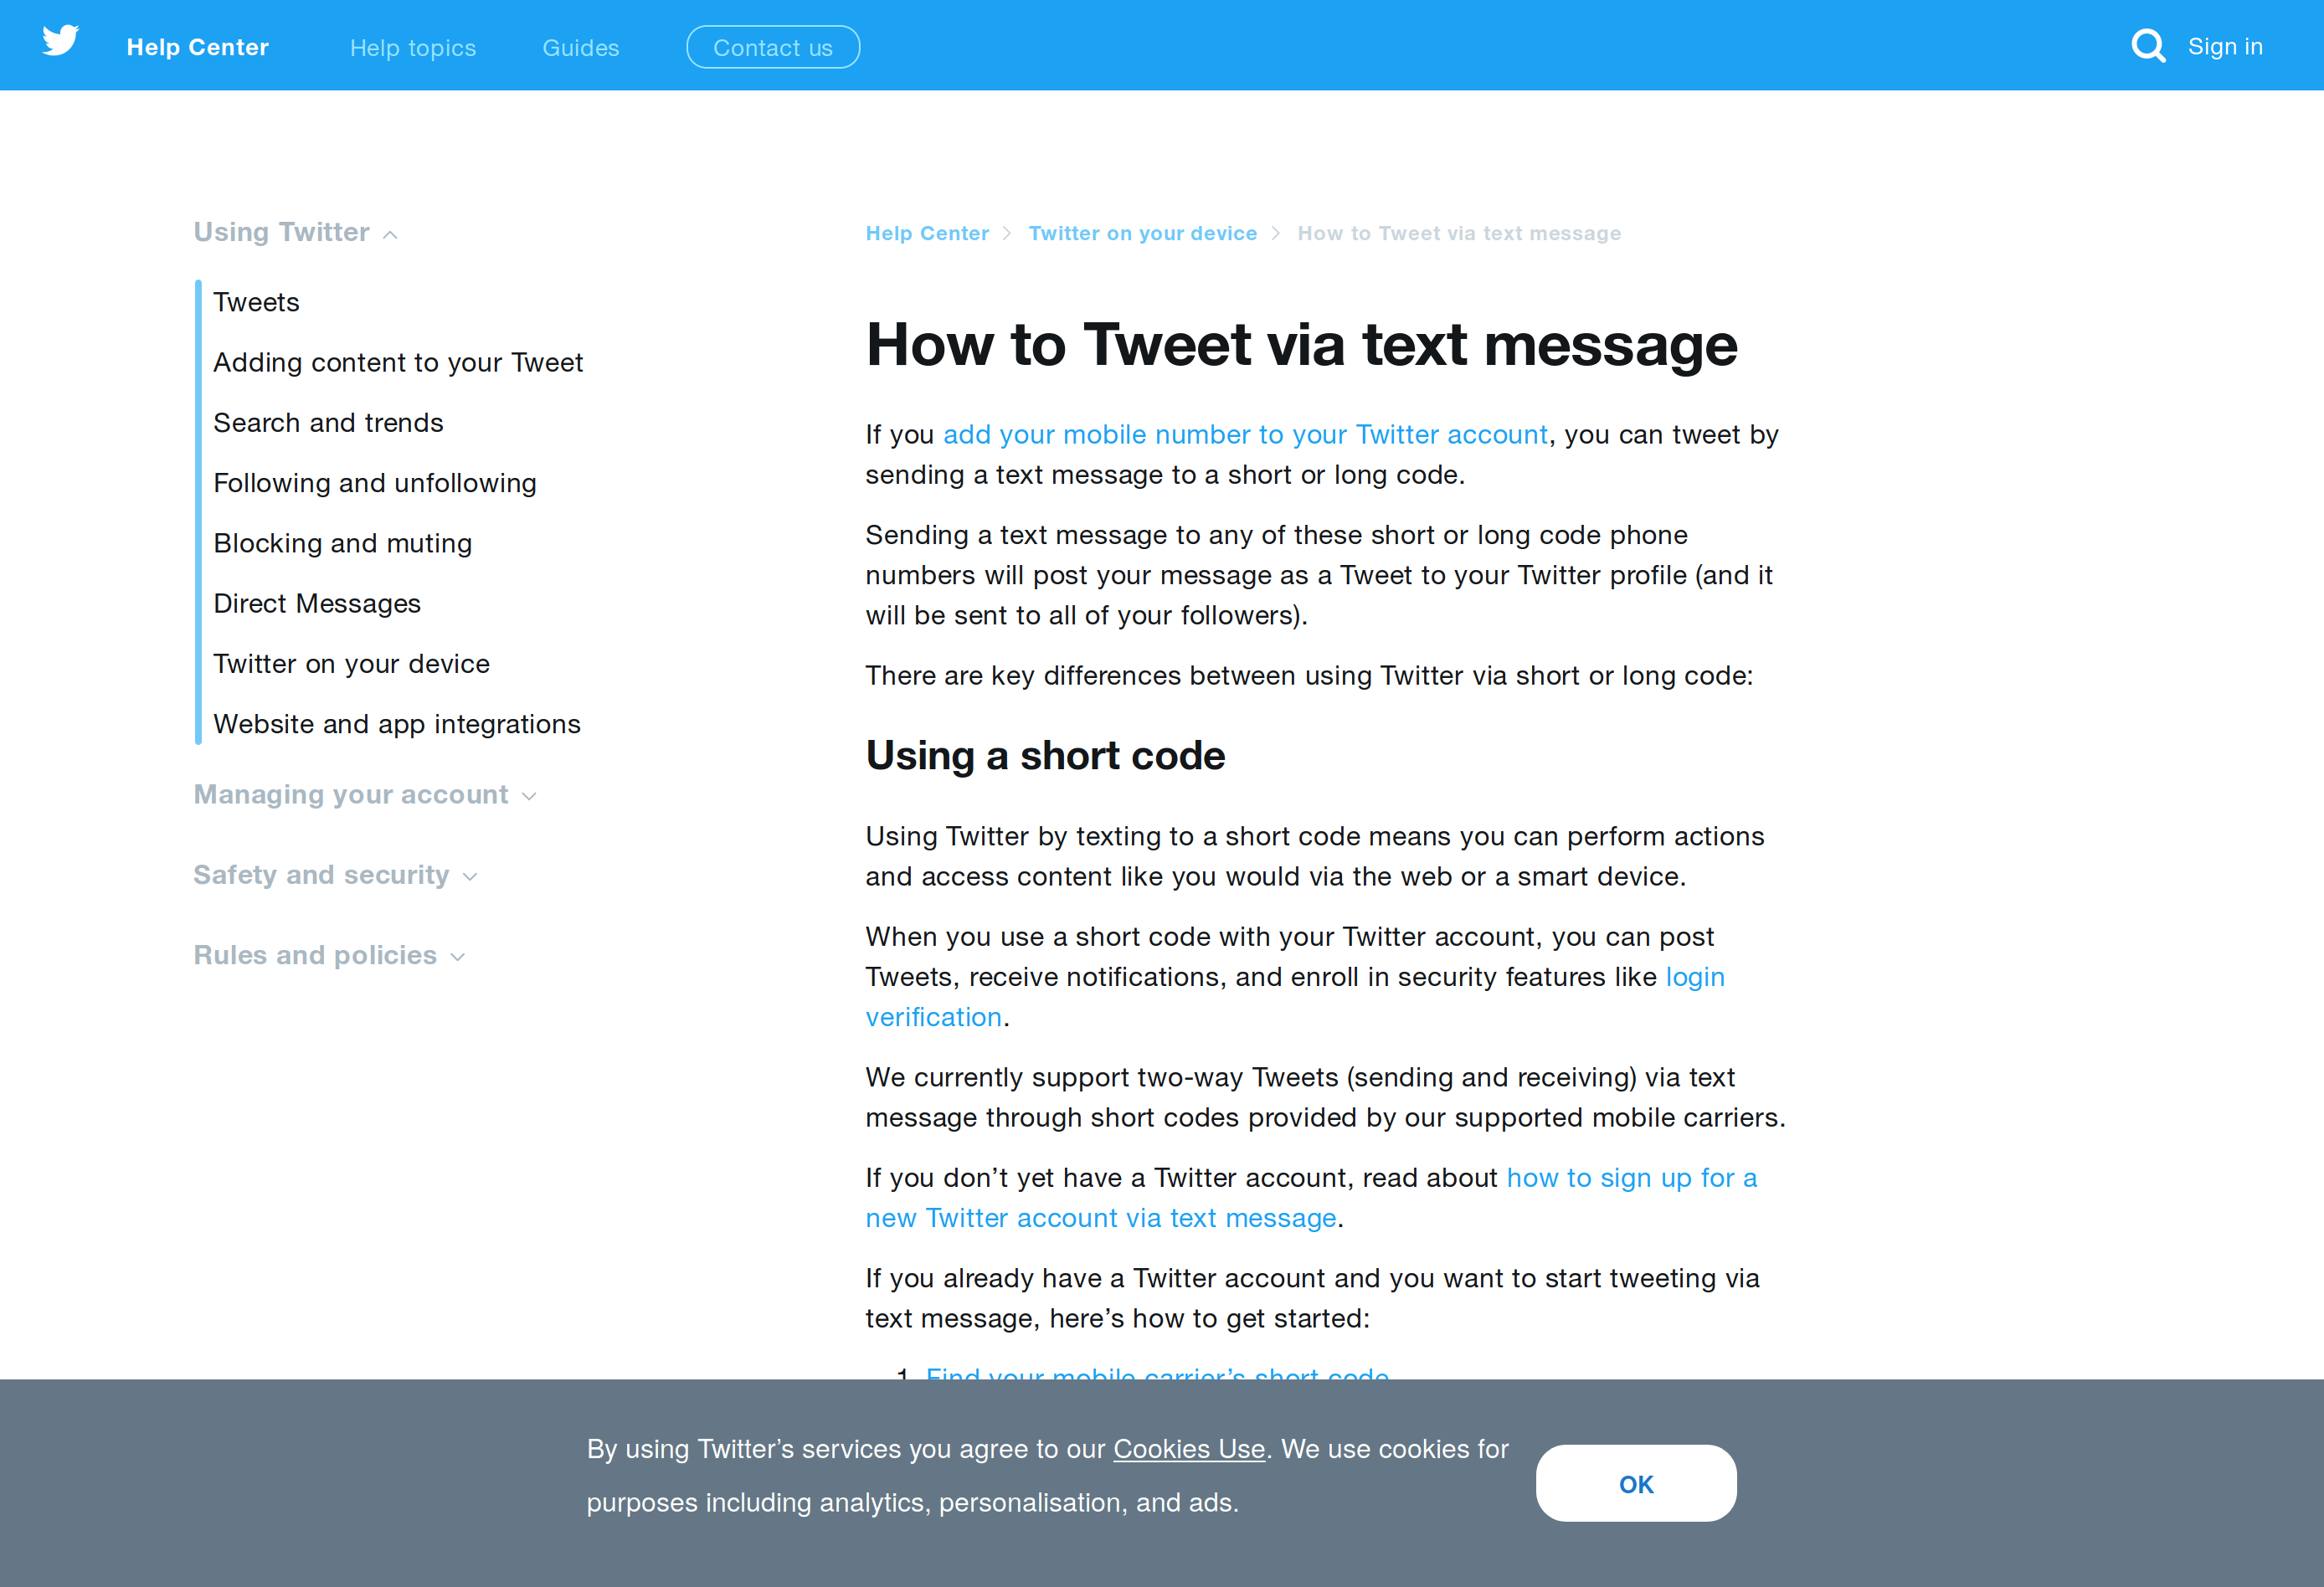 Help Center
Help topics
Guides
Contact us
Sign in
Using Twitter
Tweets
Adding content to your Tweet
Search and trends
Following and unfollowing
Blocking and muting
Direct Messages
Twitter on your device
Website and app integrations
Managing your account
Safety and security
Rules and policies
Help Center
Twitter on your device
How to Tweet via text message
How to Tweet via text message
If you add your mobile number to your Twitter account, you can tweet by
sending a text message to a short or long code.
Sending a text message to any of these short or long code phone
numbers will post your message as a Tweet to your Twitter profile (and it
will be sent to all of your followers).
There are key differences between using Twitter via short or long code:
Using a short code
Using Twitter by texting to a short code means you can perform actions
and access content like you would via the web or a smart device.
When you use a short code with your Twitter account, you can post
Tweets, receive notifications, and enroll in security features like login
verification.
We currently support two-way Tweets (sending and receiving) via text
message through short codes provided by our supported mobile carriers.
If you don’t yet have a Twitter account, read about how to sign up for a
new Twitter account via text message.
If you already have a Twitter account and you want to start tweeting via
text message, here’s how to get started:
1. Find your mobile carrier’s short code
By using Twitter’s services you agree to our Cookies Use. We use cookies for
purposes including analytics, personalisation, and ads.
OK